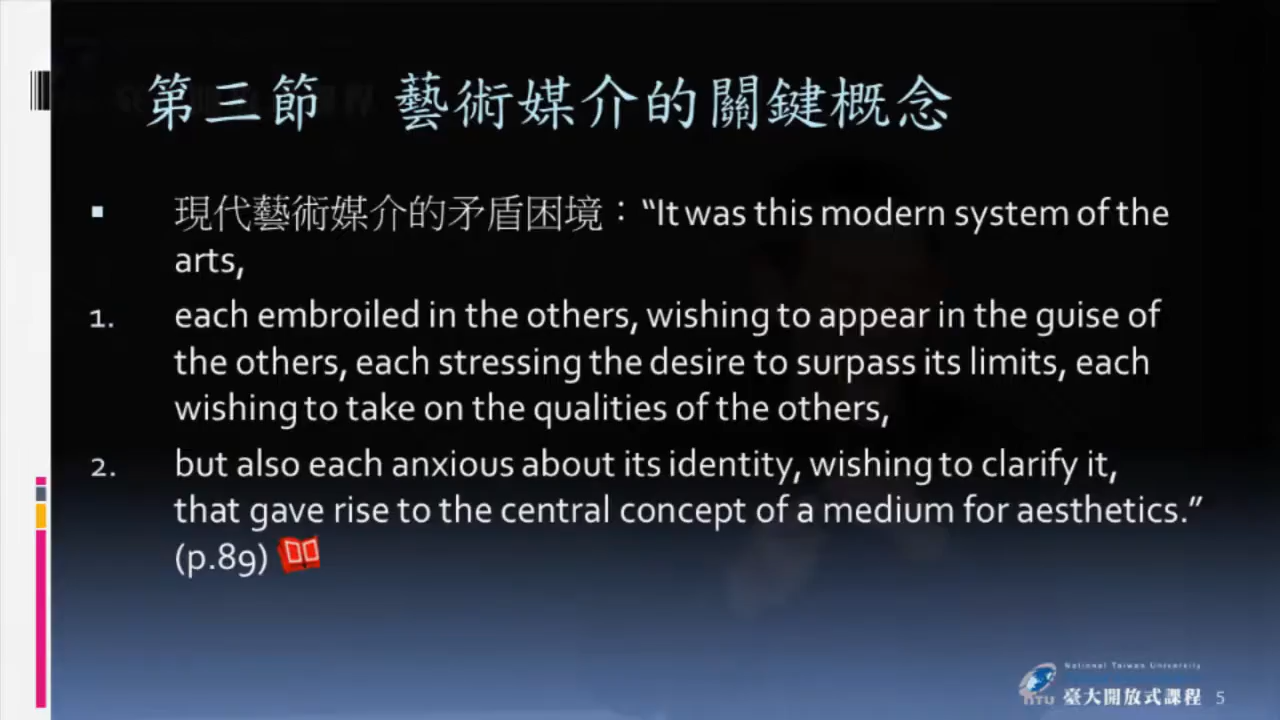 第三節 藝術媒介的關鍵概念
現代藝術媒介的矛盾困境：“It was this modern system of the
arts,
1. each embroiled in the others, wishing to appear in the guise of
the others, each stressing the desire to surpass its limits, each
wishing to take on the qualities of the others,
2. but also each anxious about its identity, wishing to clarify it,
that gave rise to the central concept of a medium for aesthetics.”
(p.89)
National Taiwan University
NTU 臺大開放式課程 5